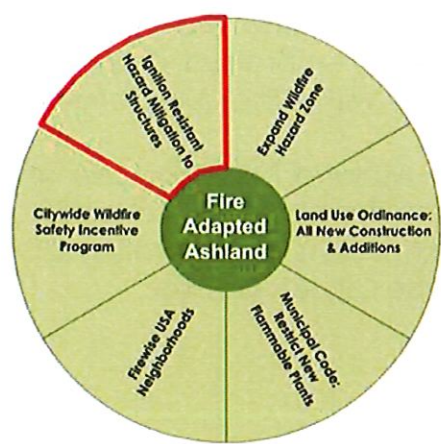 Fire
Adapted
Ashland
Ignition Resistant
Hazard Mitigation to
Structures
Expand Wildfire
Hazard Zone
Land Use Ordinance:
All New Construction
& Additions
Municipal Code:
Restrict New
Flammable Plants
Firewise USA
Neighborhoods
Citywide Wildfire
Safety Incentive
Program